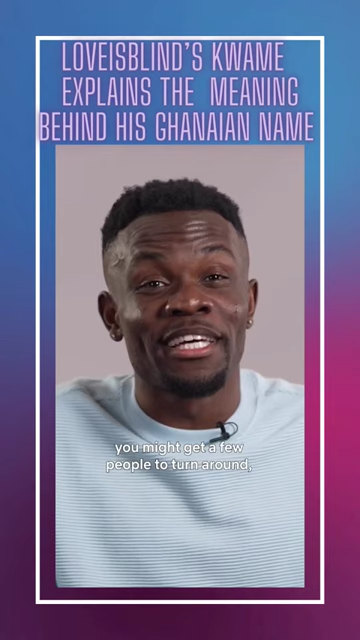 LOVEISBLIND'S KWAME
EXPLAINS THE MEANING
BEHIND HIS GHANAIAN NAME
you might get a few
people to turn around,